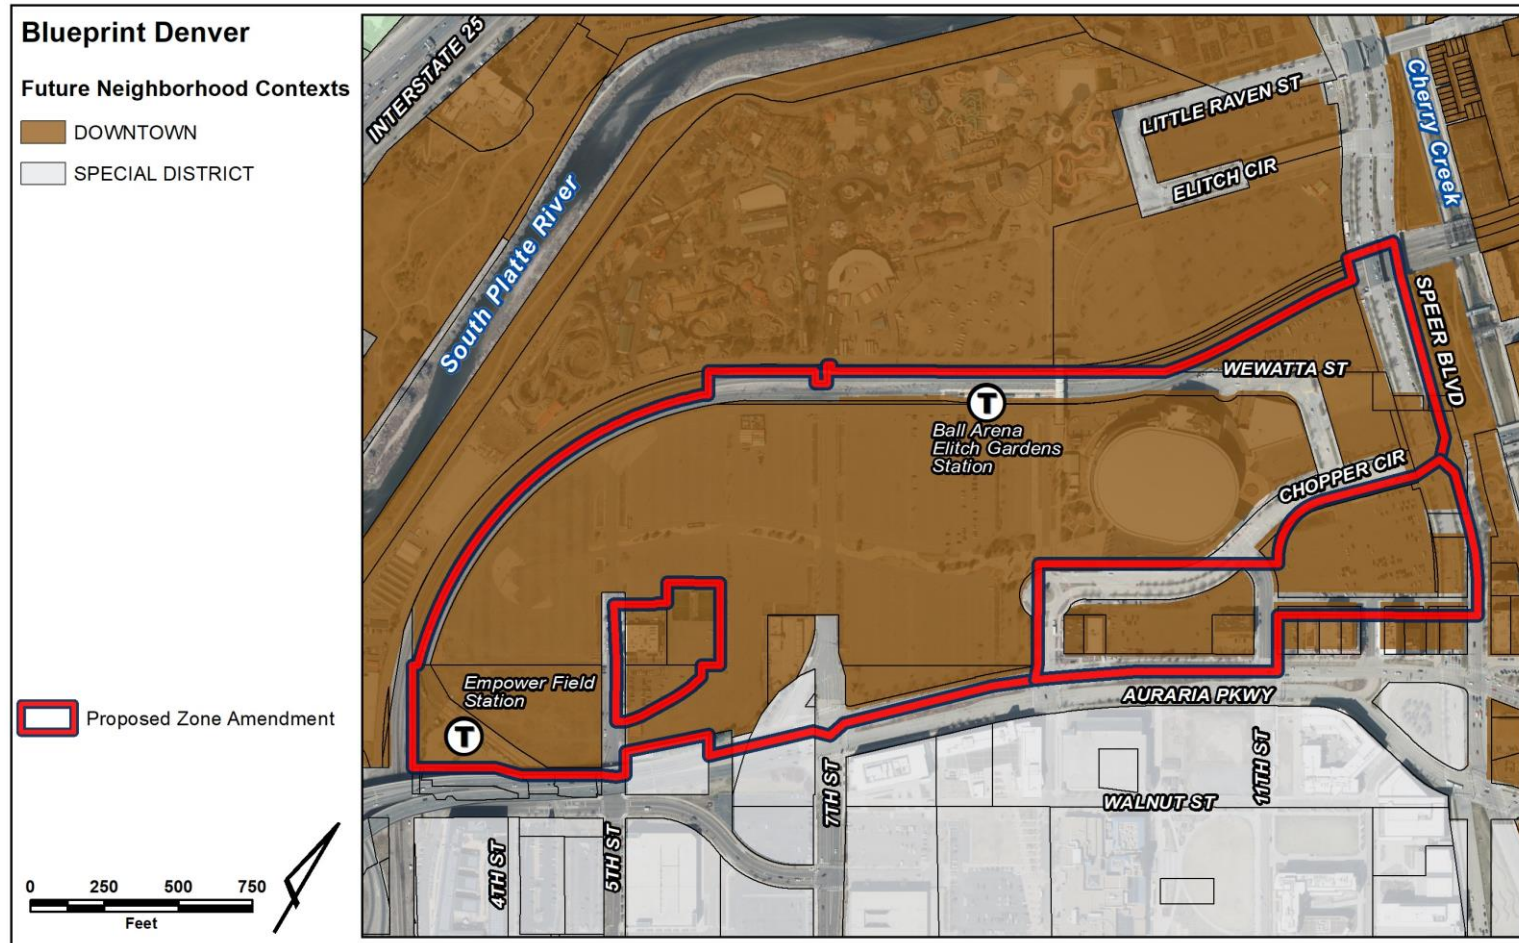 Blueprint Denver
Future Neighborhood Contexts
DOWNTOWN
SPECIAL DISTRICT
Proposed Zone Amendment
0 250 500 750
Feet
INTERSTATE 25
South Platte River
LITTLE RAVEN ST
ELITCH CIR
Cherry Creek
SPEER BLVD
WEWATTA ST
T
Ball Arena
Elitch Gardens
Station
CHOPPER CIR
Empower Field
Station
T
AURARIA PKWY
WALNUT ST
4TH ST
5TH ST
7TH ST
11TH ST